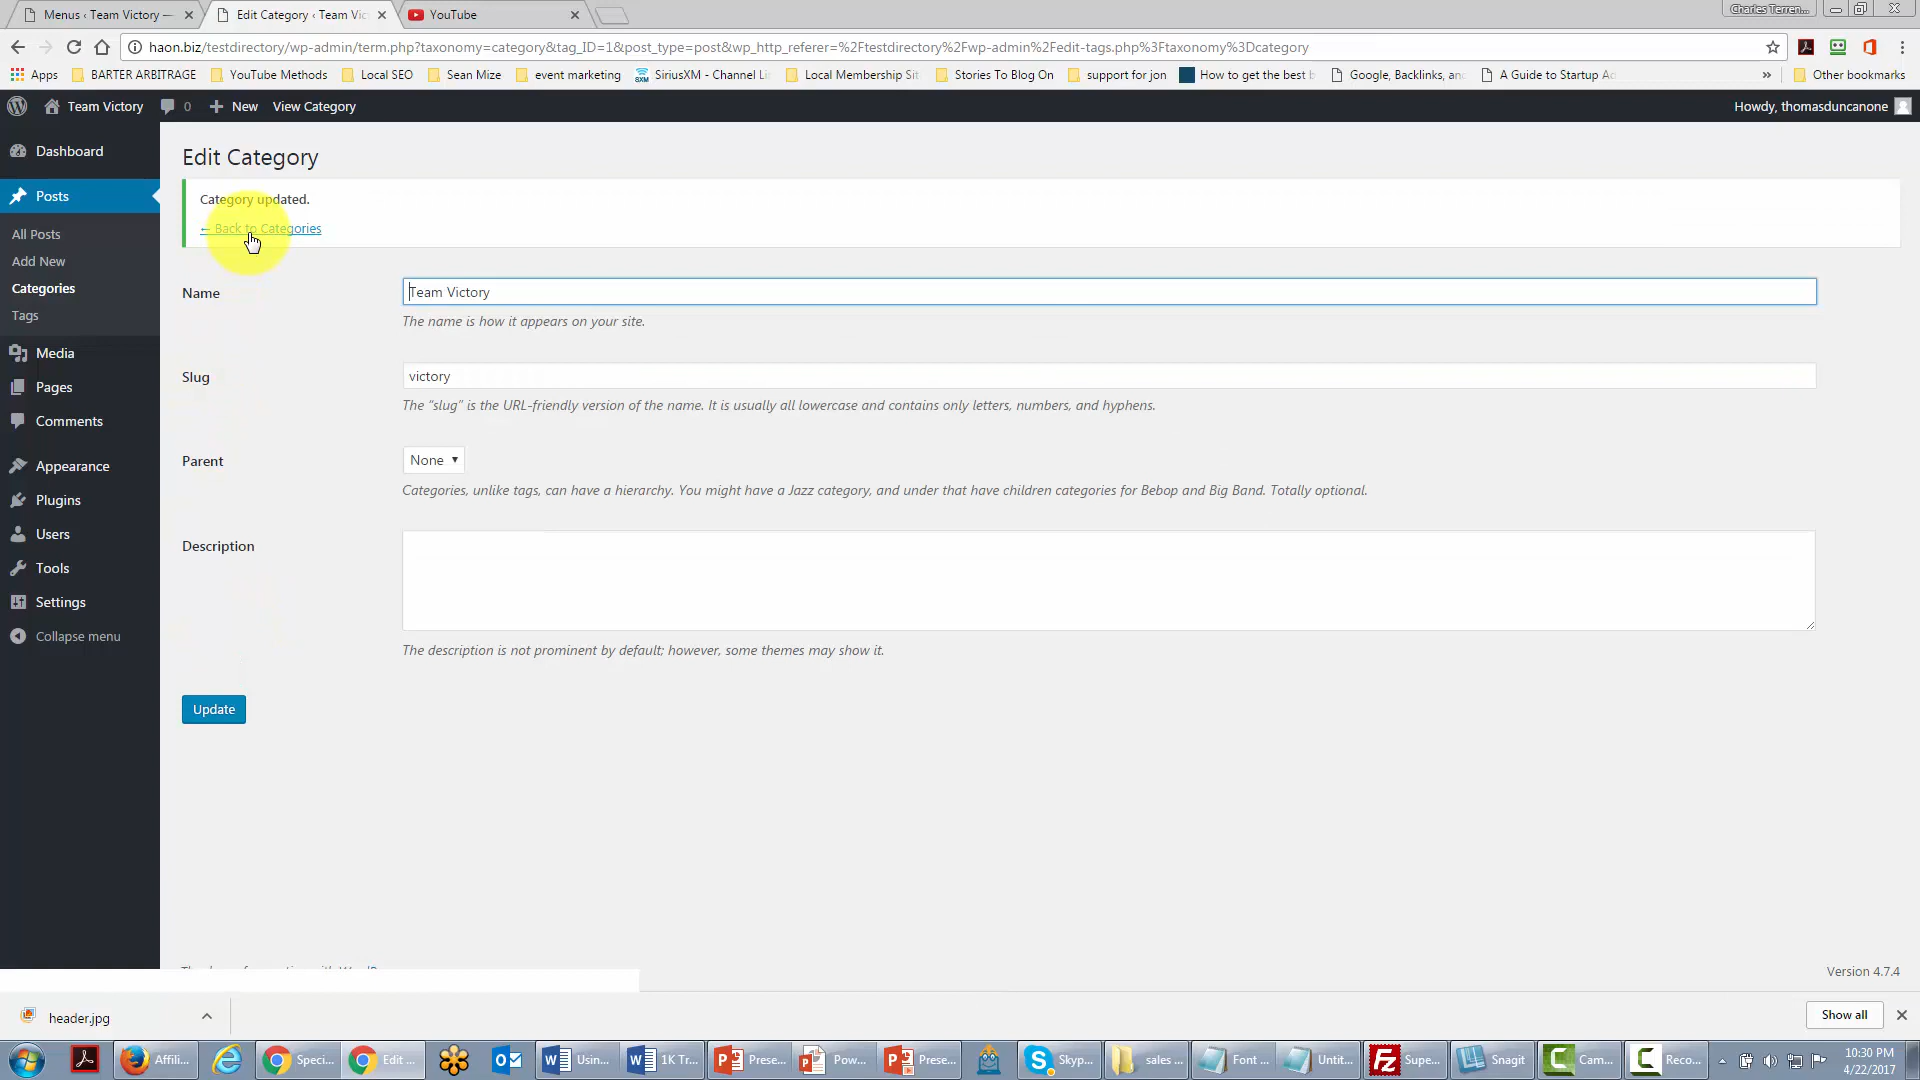 Menus ‹ Team Victory —
Edit Category ‹ Team Vic
YouTube
Charles Terren...
haon.biz/testdirectory/wp-admin/term.php?taxonomy=category&tag_ID=1&post_type=post&wp_http_referer=%2Ftestdirectory%2Fwp-admin%2Fedit-tags.php%3Ftaxonomy%3Dcategory
Apps
BARTER ARBITRAGE
YouTube Methods
Local SEO
Sean Mize
event marketing
SiriusXM - Channel Li
Local Membership Sit
Stories To Blog On
support for jon
How to get the best b
Google, Backlinks, and
A Guide to Startup Ad
»
Other bookmarks
Team Victory
0
New
View Category
Howdy, thomasduncanone
Dashboard
Posts
All Posts
Add New
Categories
Tags
Media
Pages
Comments
Appearance
Plugins
Users
Tools
Settings
Collapse menu
Edit Category
Category updated.
← Back to Categories
Name
Team Victory
The name is how it appears on your site.
Slug
victory
The “slug” is the URL-friendly version of the name. It is usually all lowercase and contains only letters, numbers, and hyphens.
Parent
None
Categories, unlike tags, can have a hierarchy. You might have a Jazz category, and under that have children categories for Bebop and Big Band. Totally optional.
Description
The description is not prominent by default; however, some themes may show it.
Update
Version 4.7.4
header.jpg
Show all
Affili...
Speci...
Edit ...
Usin...
1K Tr...
Prese...
Pow...
Prese...
Skyp...
sales ...
Font ...
Untit...
Supe...
Snagit
Cam...
Reco...
10:30 PM
4/22/2017